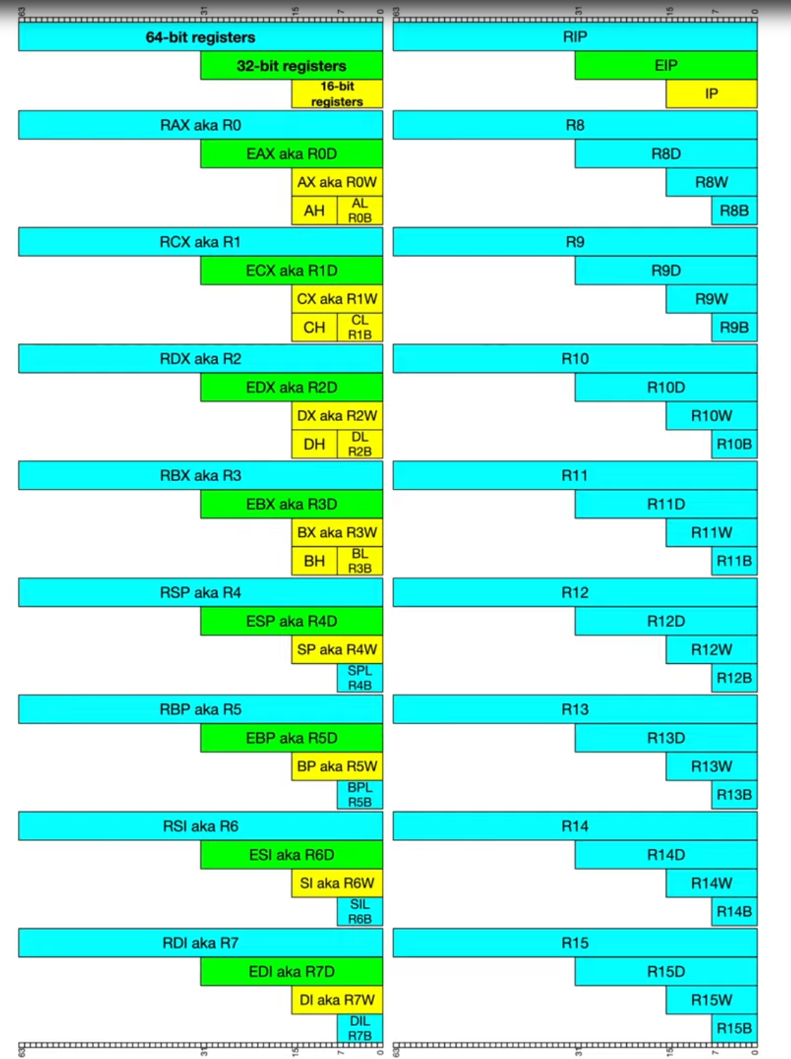 63 31 15 7 0
64-bit registers
32-bit registers
16-bit
registers
RAX aka R0
EAX aka R0D
AX aka R0W
AH
AL
R0B
RCX aka R1
ECX aka R1D
CX aka R1W
CH
CL
R1B
RDX aka R2
EDX aka R2D
DX aka R2W
DH
DL
R2B
RBX aka R3
EBX aka R3D
BX aka R3W
BH
BL
R3B
RSP aka R4
ESP aka R4D
SP aka R4W
SPL
R4B
RBP aka R5
EBP aka R5D
BP aka R5W
BPL
R5B
RSI aka R6
ESI aka R6D
SI aka R6W
SIL
R6B
RDI aka R7
EDI aka R7D
DI aka R7W
DIL
R7B
63 31 15 7 0
63 31 15 7 0
RIP
EIP
IP
R8
R8D
R8W
R8B
R9
R9D
R9W
R9B
R10
R10D
R10W
R10B
R11
R11D
R11W
R11B
R12
R12D
R12W
R12B
R13
R13D
R13W
R13B
R14
R14D
R14W
R14B
R15
R15D
R15W
R15B
63 31 15 7 0